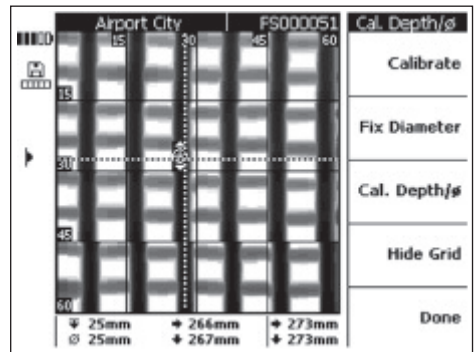 Airport City FS000051 Cal. Depth/ø
15 30 45 60
Calibrate
15
Fix Diameter
30
Cal. Depth/ø
45
Hide Grid
60
Done
25mm 266mm 273mm
Ø 25mm 267mm 273mm